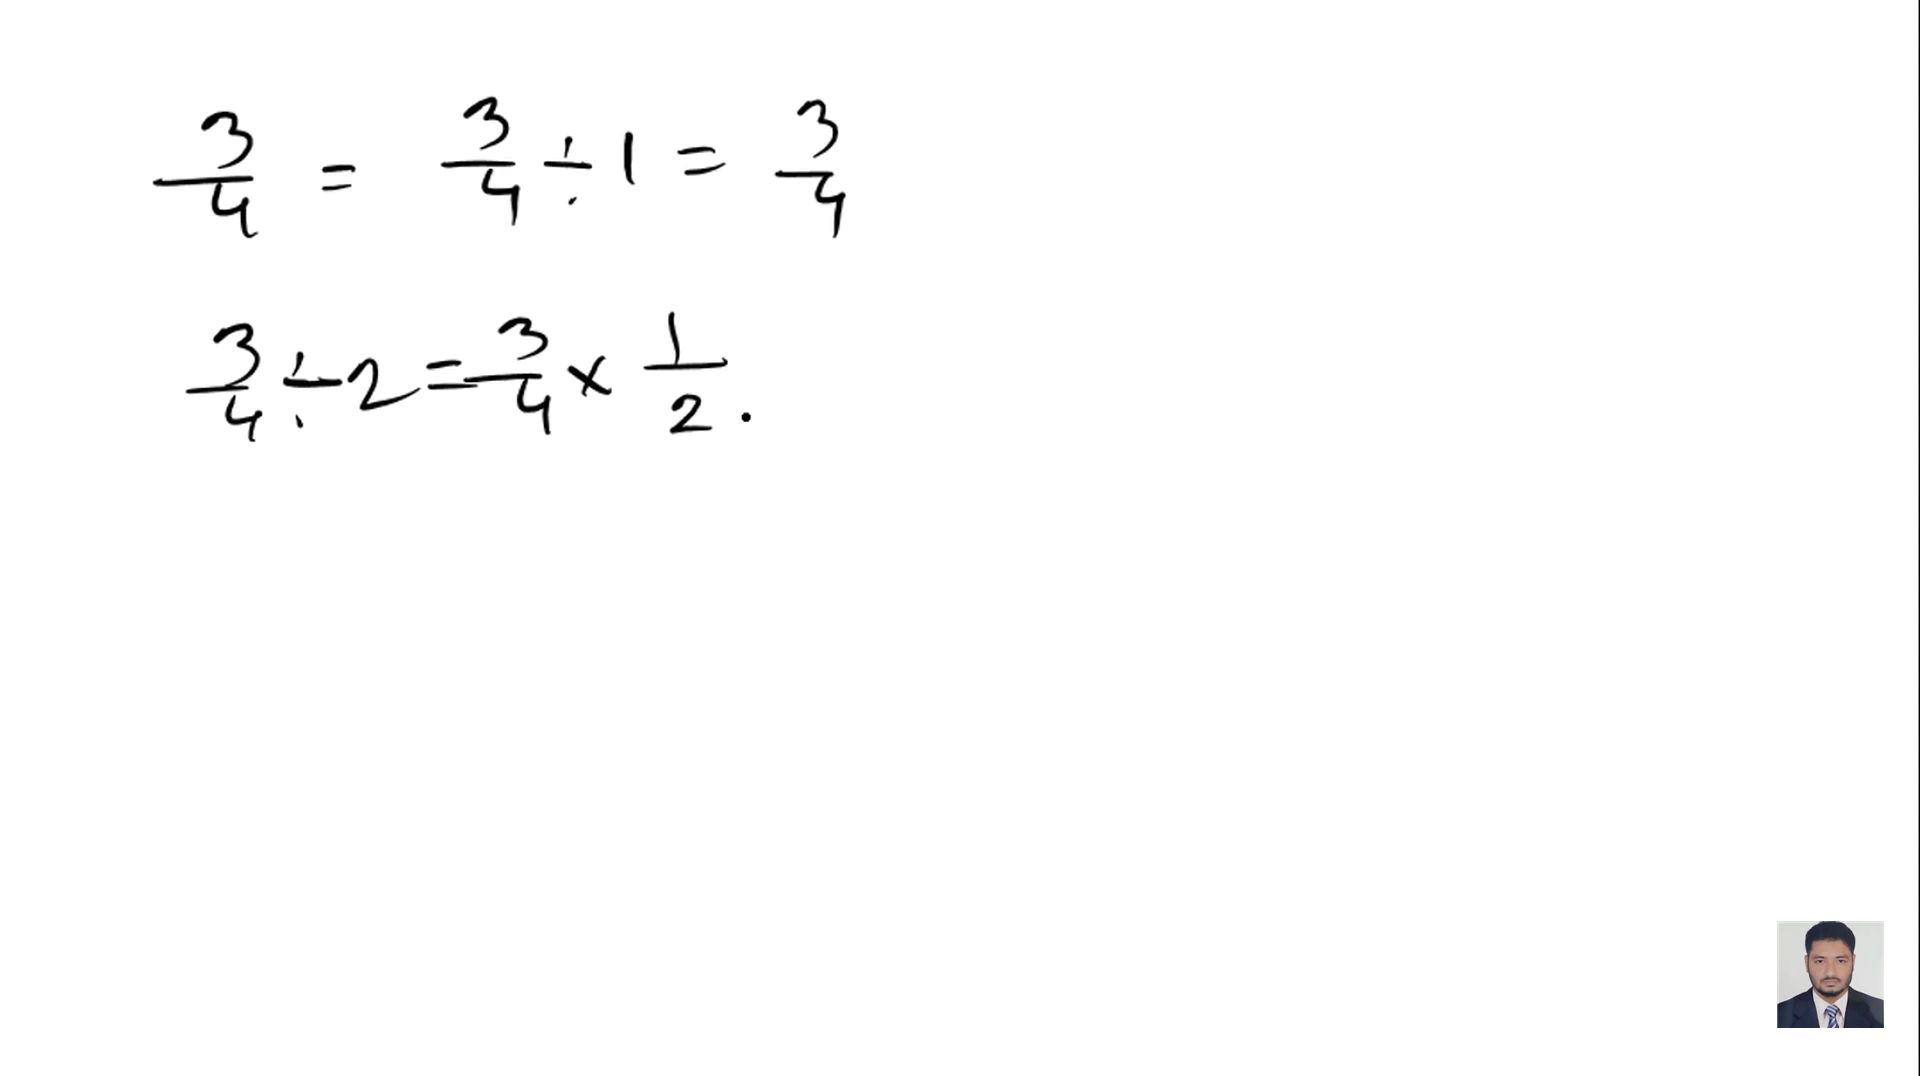 3/4 = 3/4 ÷ 1 = 3/4
3/4 ÷ 2 = 3/4 × 1/2 .